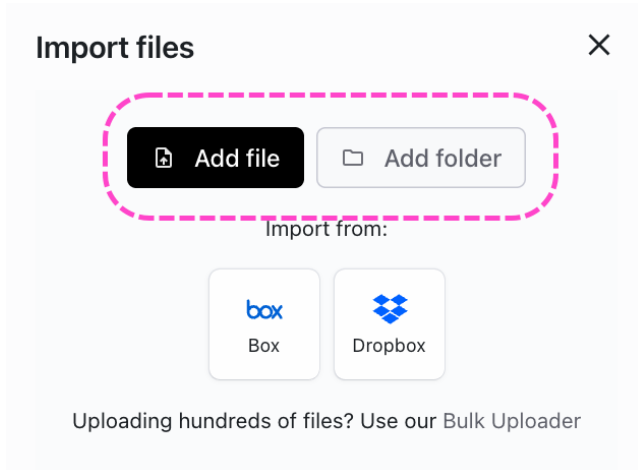 Import files
Add file
Add folder
Import from:
box
Box
Dropbox
Uploading hundreds of files? Use our Bulk Uploader